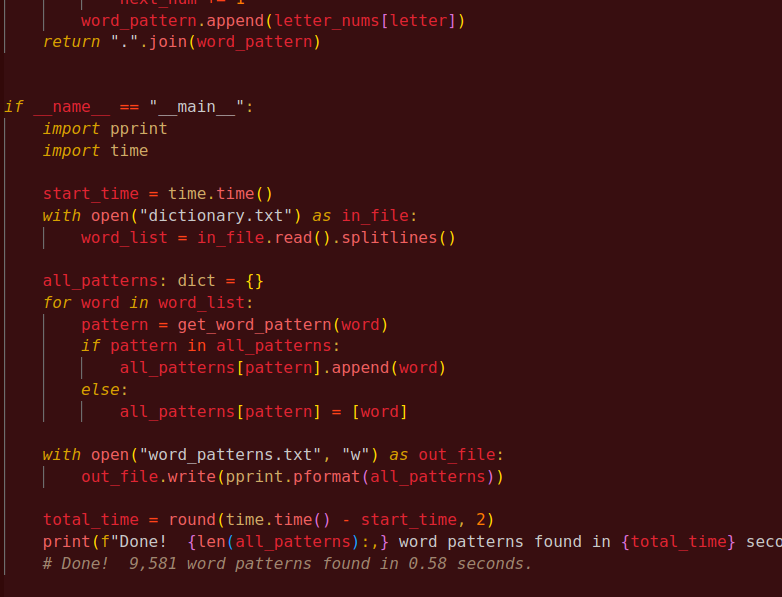 next_num += 1
word_pattern.append(letter_nums[letter])
return ".".join(word_pattern)
if __name__ == "__main__":
import pprint
import time
start_time = time.time()
with open("dictionary.txt") as in_file:
word_list = in_file.read().splitlines()
all_patterns: dict = {}
for word in word_list:
pattern = get_word_pattern(word)
if pattern in all_patterns:
all_patterns[pattern].append(word)
else:
all_patterns[pattern] = [word]
with open("word_patterns.txt", "w") as out_file:
out_file.write(pprint.pformat(all_patterns))
total_time = round(time.time() - start_time, 2)
print(f"Done!  {len(all_patterns):,} word patterns found in {total_time} seco
# Done!  9,581 word patterns found in 0.58 seconds.